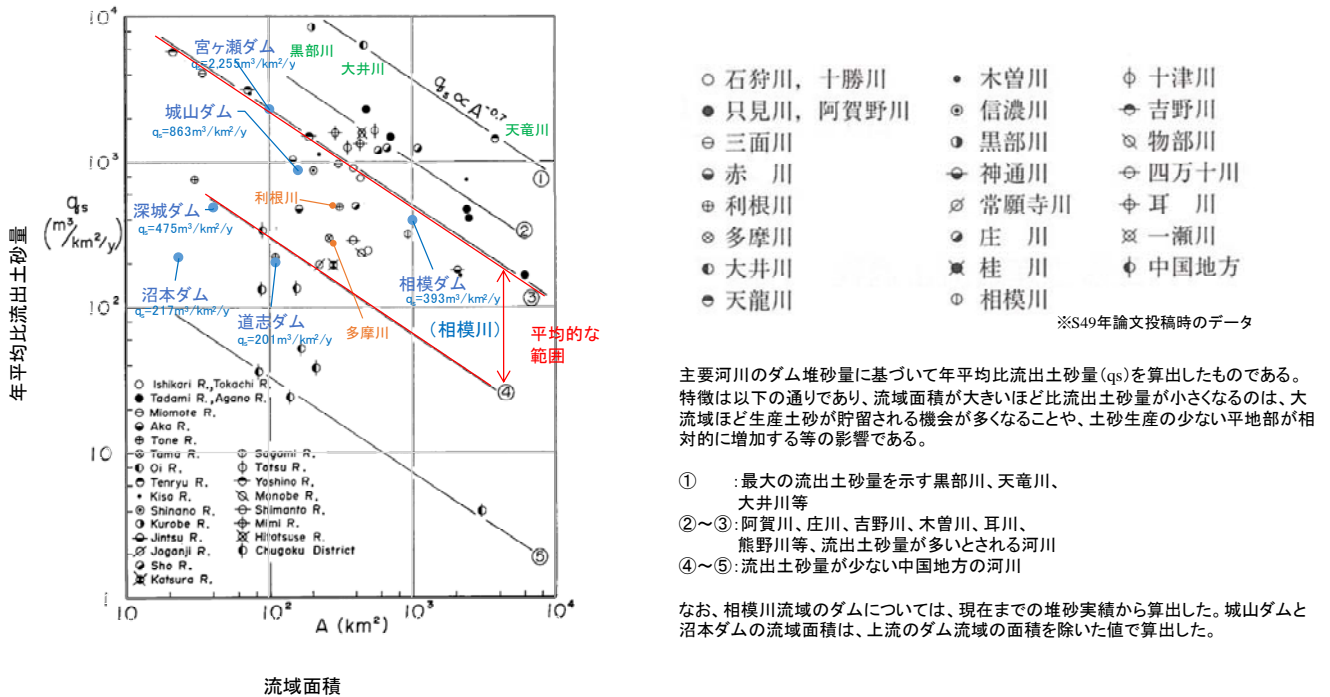 10⁴
10³
10²
10
1
10
10²
10³
10⁴
A (km²)
qs
(m³/km²/y)
年平均比流出土砂量
流域面積
宮ヶ瀬ダム
qs=2,255m³/km²/y
黒部川
大井川
天竜川
qs∝A⁻⁰·⁷
城山ダム
qs=863m³/km²/y
利根川
深城ダム
qs=475m³/km²/y
沼本ダム
qs=217m³/km²/y
道志ダム
qs=201m³/km²/y
多摩川
相模ダム
qs=393m³/km²/y
(相模川)
平均的な
範囲
①
②
③
④
⑤
Ishikari R.,Tokachi R.
Tadami R.,Agano R.
Miomote R.
Aka R.
Tone R.
Tama R.
Oi R.
Tenryu R.
Kiso R.
Shinano R.
Kurobe R.
Jintsu R.
Joganji R.
Sho R.
Katsura R.
Sagami R.
Totsu R.
Yoshino R.
Monobe R.
Shimanto R.
Mimi R.
Hitotsuse R.
Chugoku District
石狩川,十勝川
只見川,阿賀野川
三面川
赤 川
利根川
多摩川
大井川
天龍川
木曽川
信濃川
黒部川
神通川
常願寺川
庄 川
桂 川
相模川
十津川
吉野川
物部川
四万十川
耳 川
一瀬川
中国地方
※S49年論文投稿時のデータ
主要河川のダム堆砂量に基づいて年平均比流出土砂量(qs)を算出したものである。
特徴は以下の通りであり、流域面積が大きいほど比流出土砂量が小さくなるのは、大
流域ほど生産土砂が貯留される機会が多くなることや、土砂生産の少ない平地部が相
対的に増加する等の影響である。
① :最大の流出土砂量を示す黒部川、天竜川、
大井川等
②~③:阿賀川、庄川、吉野川、木曽川、耳川、
熊野川等、流出土砂量が多いとされる河川
④~⑤:流出土砂量が少ない中国地方の河川
なお、相模川流域のダムについては、現在までの堆砂実績から算出した。城山ダムと
沼本ダムの流域面積は、上流のダム流域の面積を除いた値で算出した。